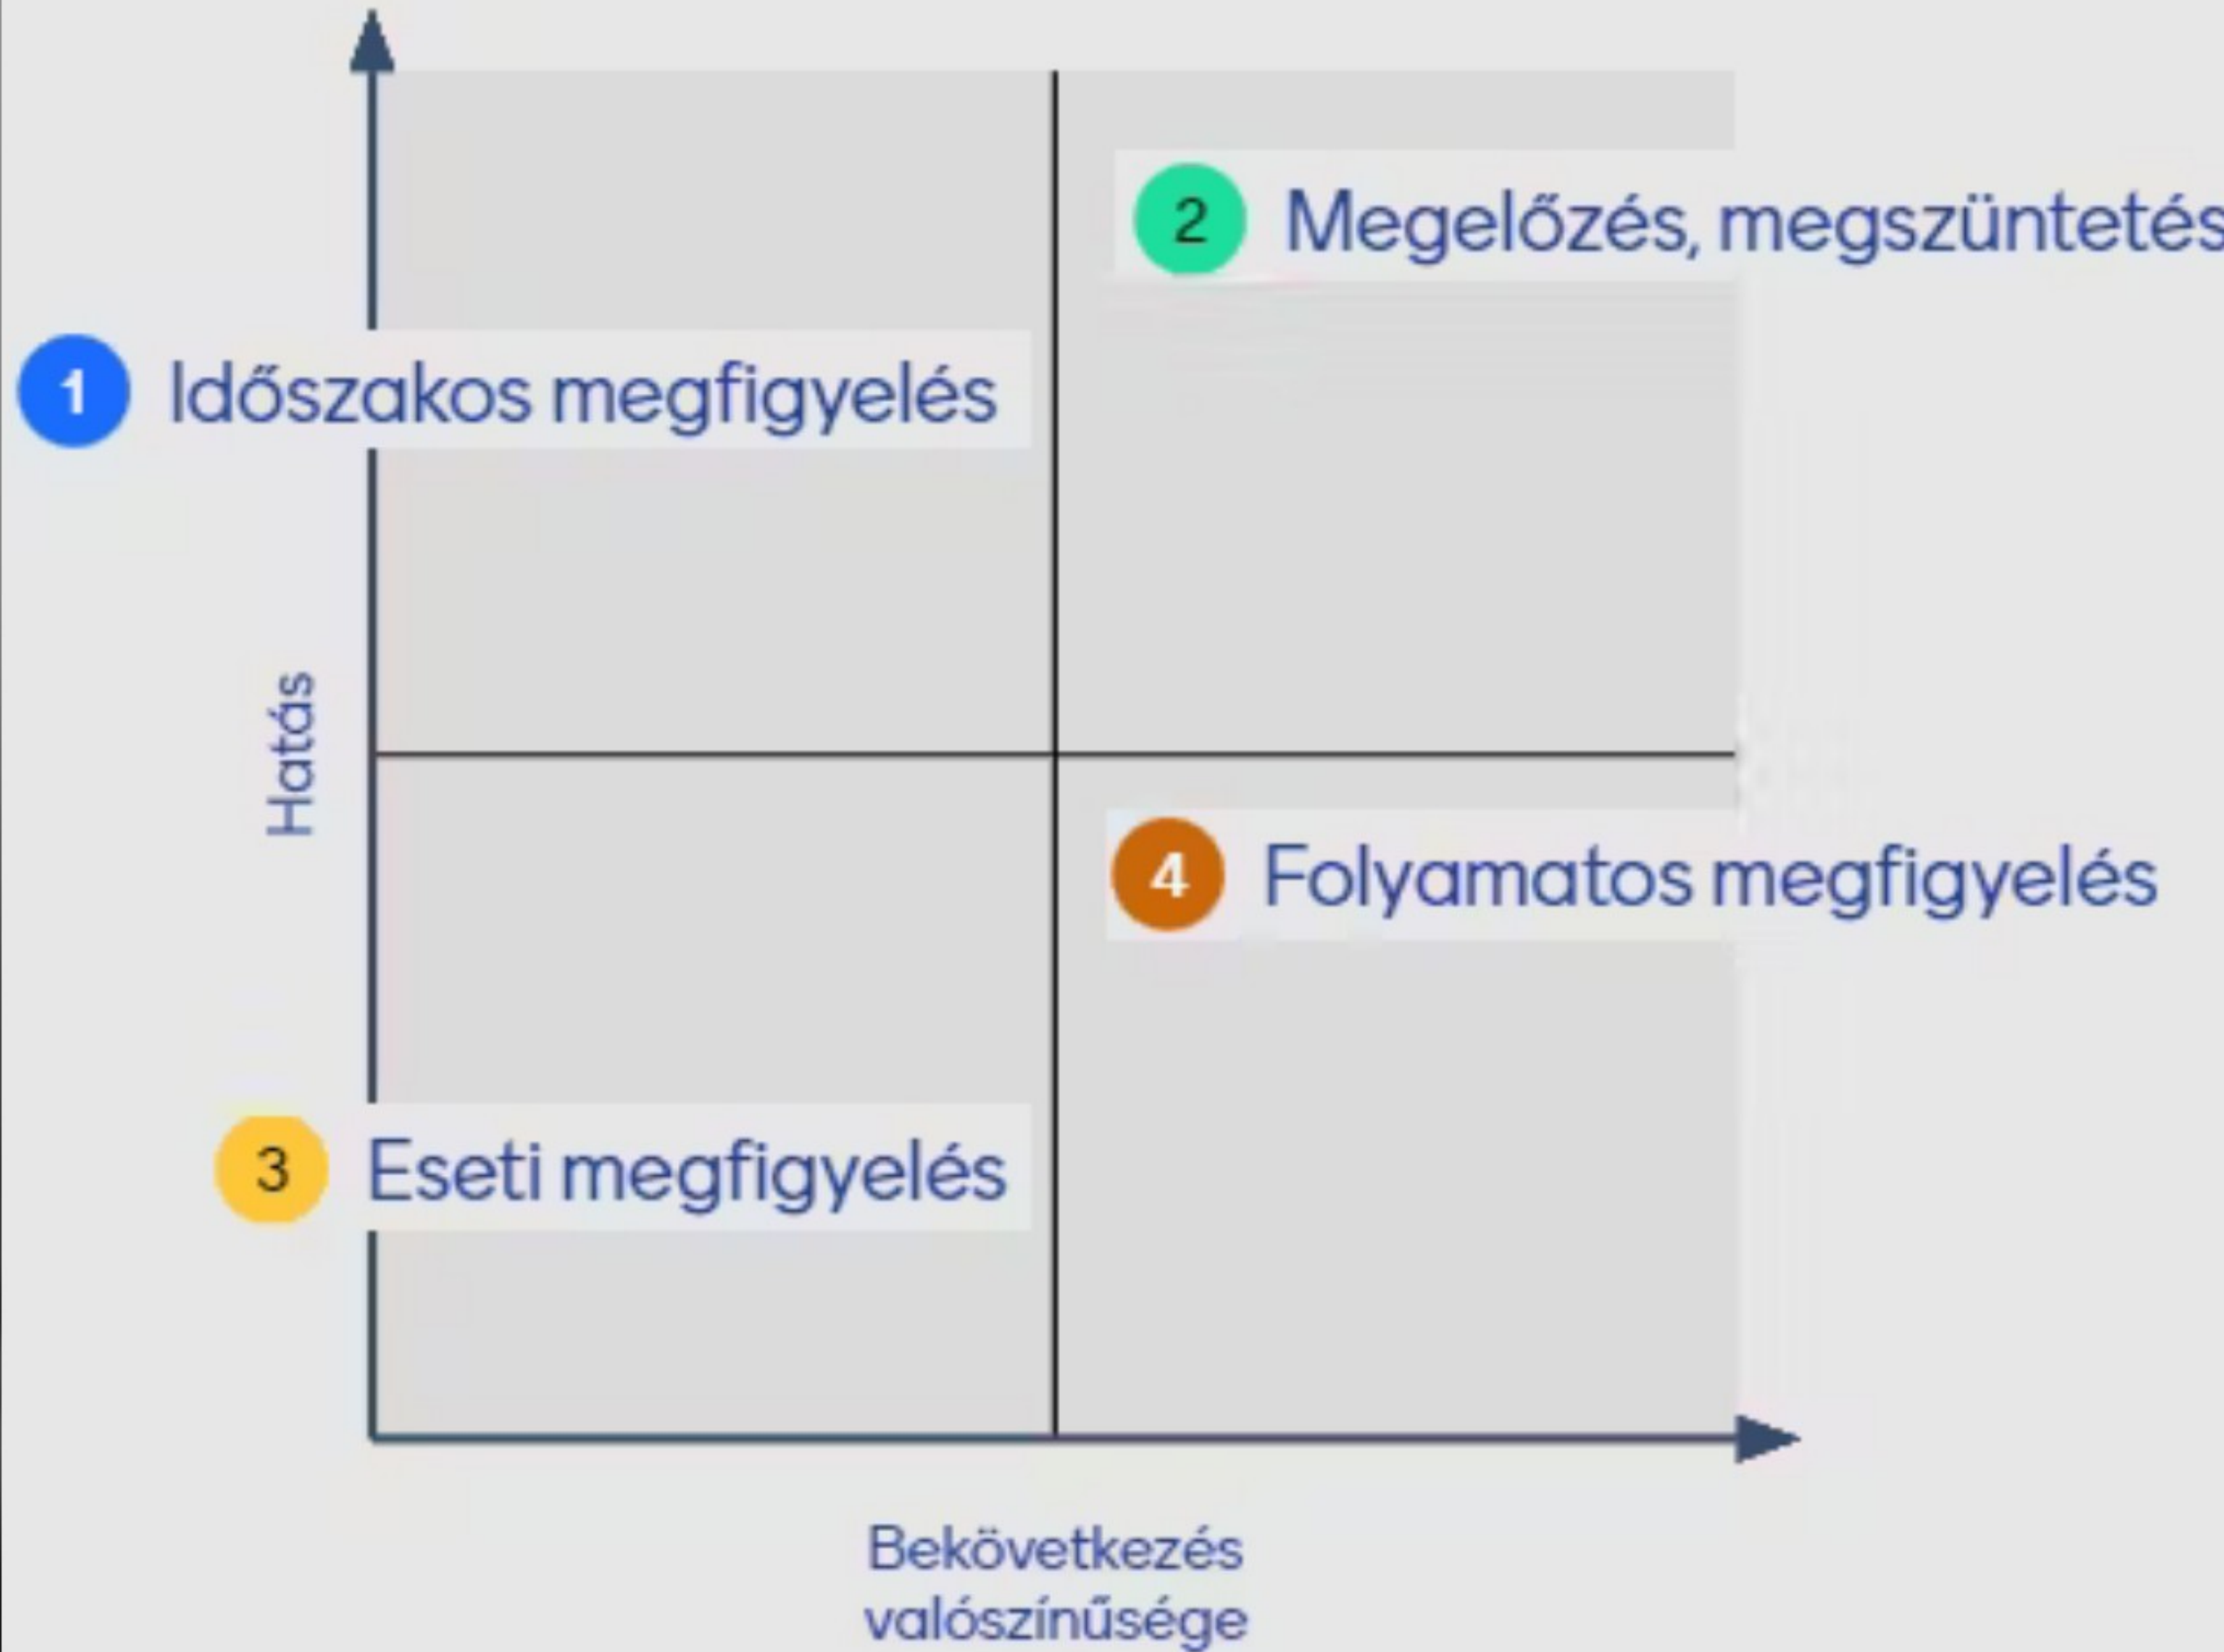 2 Megelőzés, megszüntetés
1 Időszakos megfigyelés
Hatás
4 Folyamatos megfigyelés
3 Eseti megfigyelés
Bekövetkezés
valószínűsége